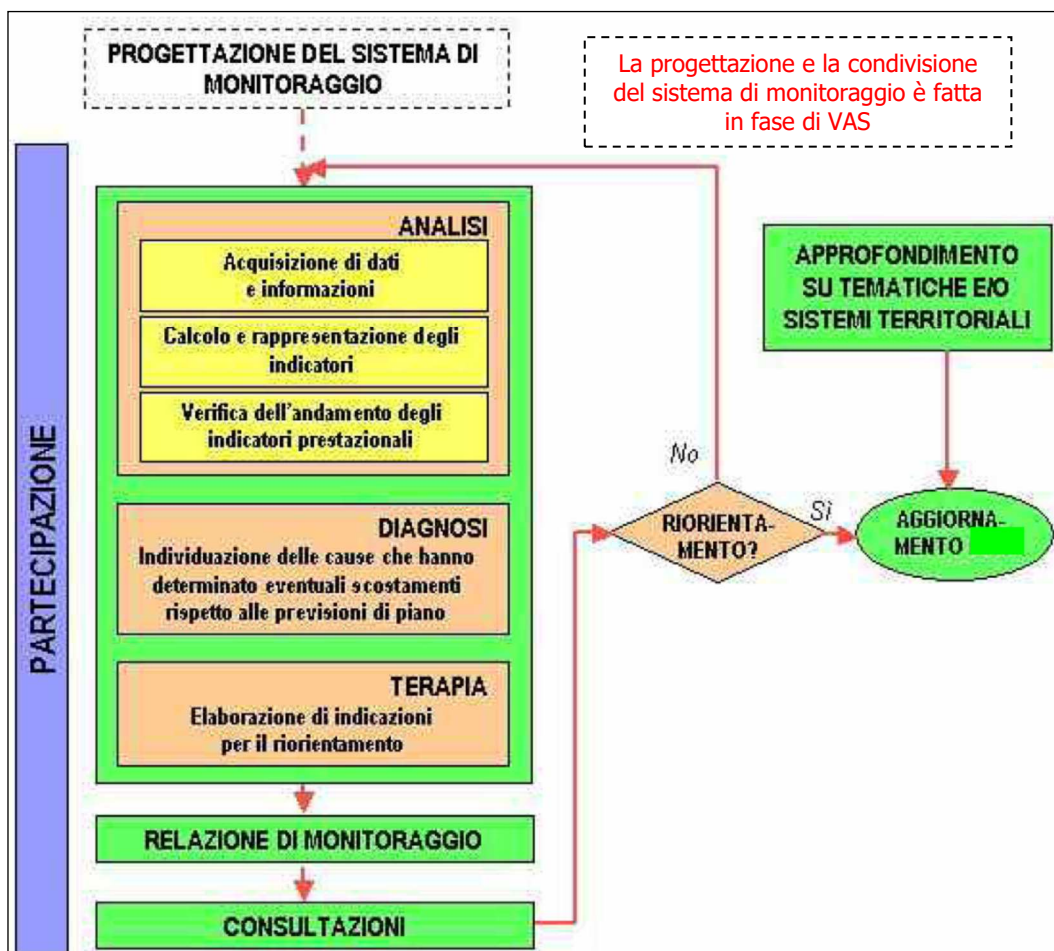 PROGETTAZIONE DEL SISTEMA DI
MONITORAGGIO
La progettazione e la condivisione
del sistema di monitoraggio è fatta
in fase di VAS
PARTECIPAZIONE
ANALISI
Acquisizione di dati
e informazioni
Calcolo e rappresentazione degli
indicatori
Verifica dell'andamento degli
indicatori prestazionali
DIAGNOSI
Individuazione delle cause che hanno
determinato eventuali scostamenti
rispetto alle previsioni di piano
TERAPIA
Elaborazione di indicazioni
per il riorientamento
RELAZIONE DI MONITORAGGIO
CONSULTAZIONI
No
RIORIENTA-
MENTO?
Sì
APPROFONDIMENTO
SU TEMATICHE E/O
SISTEMI TERRITORIALI
AGGIORNA-
MENTO